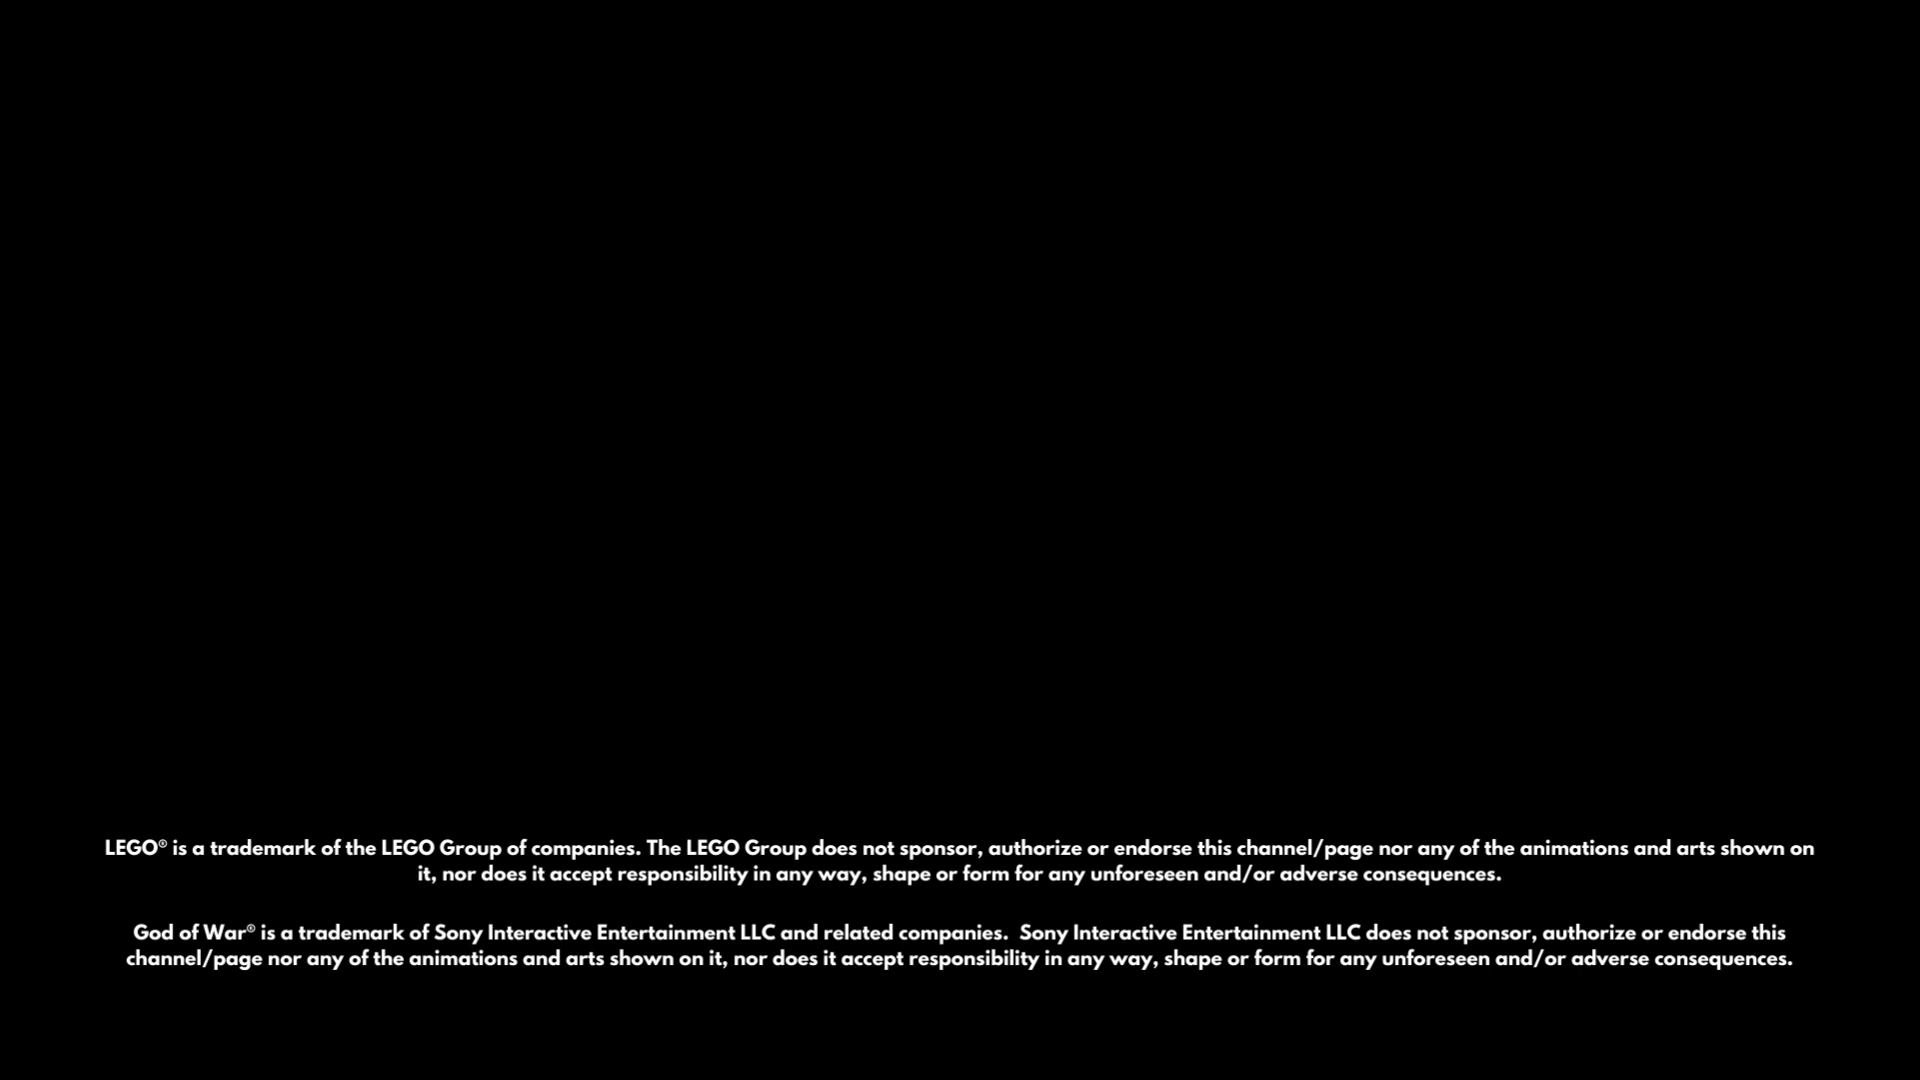 LEGO® is a trademark of the LEGO Group of companies. The LEGO Group does not sponsor, authorize or endorse this channel/page nor any of the animations and arts shown on
it, nor does it accept responsibility in any way, shape or form for any unforeseen and/or adverse consequences.
God of War® is a trademark of Sony Interactive Entertainment LLC and related companies.  Sony Interactive Entertainment LLC does not sponsor, authorize or endorse this
channel/page nor any of the animations and arts shown on it, nor does it accept responsibility in any way, shape or form for any unforeseen and/or adverse consequences.